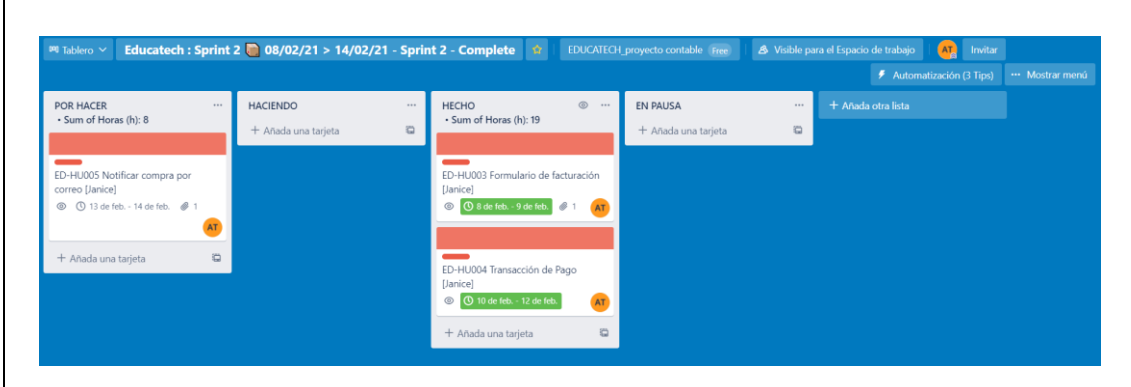 Tablero
Educatech : Sprint 2 08/02/21 > 14/02/21 - Sprint 2 - Complete
EDUCATECH_proyecto contable Free
Visible para el Espacio de trabajo
AT
Invitar
Automatización (3 Tips)
··· Mostrar menú
POR HACER ···
• Sum of Horas (h): 8
ED-HU005 Notificar compra por
correo [Janice]
13 de feb. - 14 de feb. 1
AT
+ Añada una tarjeta
HACIENDO ···
+ Añada una tarjeta
HECHO ···
• Sum of Horas (h): 19
ED-HU003 Formulario de facturación
[Janice]
8 de feb. - 9 de feb. 1 AT
ED-HU004 Transacción de Pago
[Janice]
10 de feb. - 12 de feb. AT
+ Añada una tarjeta
EN PAUSA ···
+ Añada una tarjeta
+ Añada otra lista